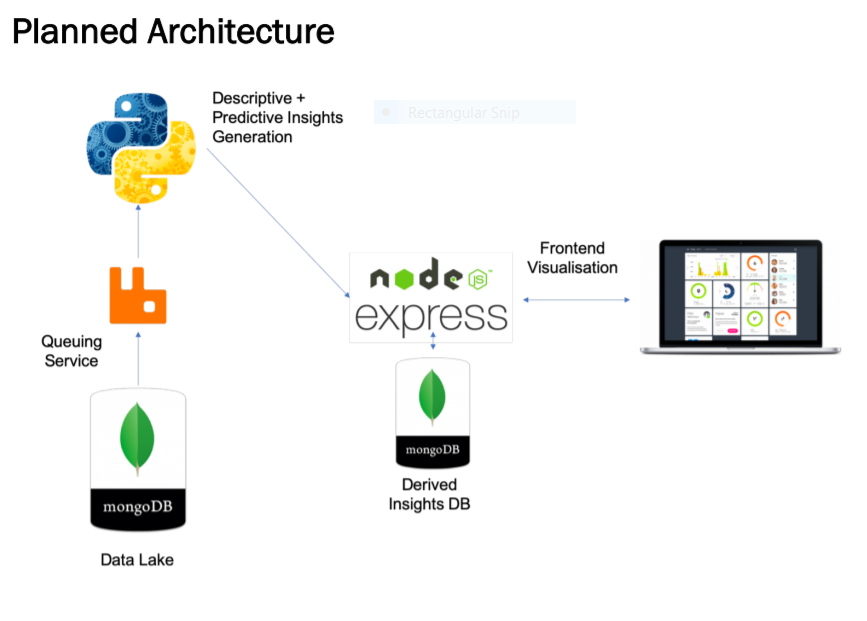 Planned Architecture
Descriptive +
Predictive Insights
Generation
Rectangular Snip
node
JS
express
Frontend
Visualisation
Queuing
Service
mongoDB
Data Lake
mongoDB
Derived
Insights DB